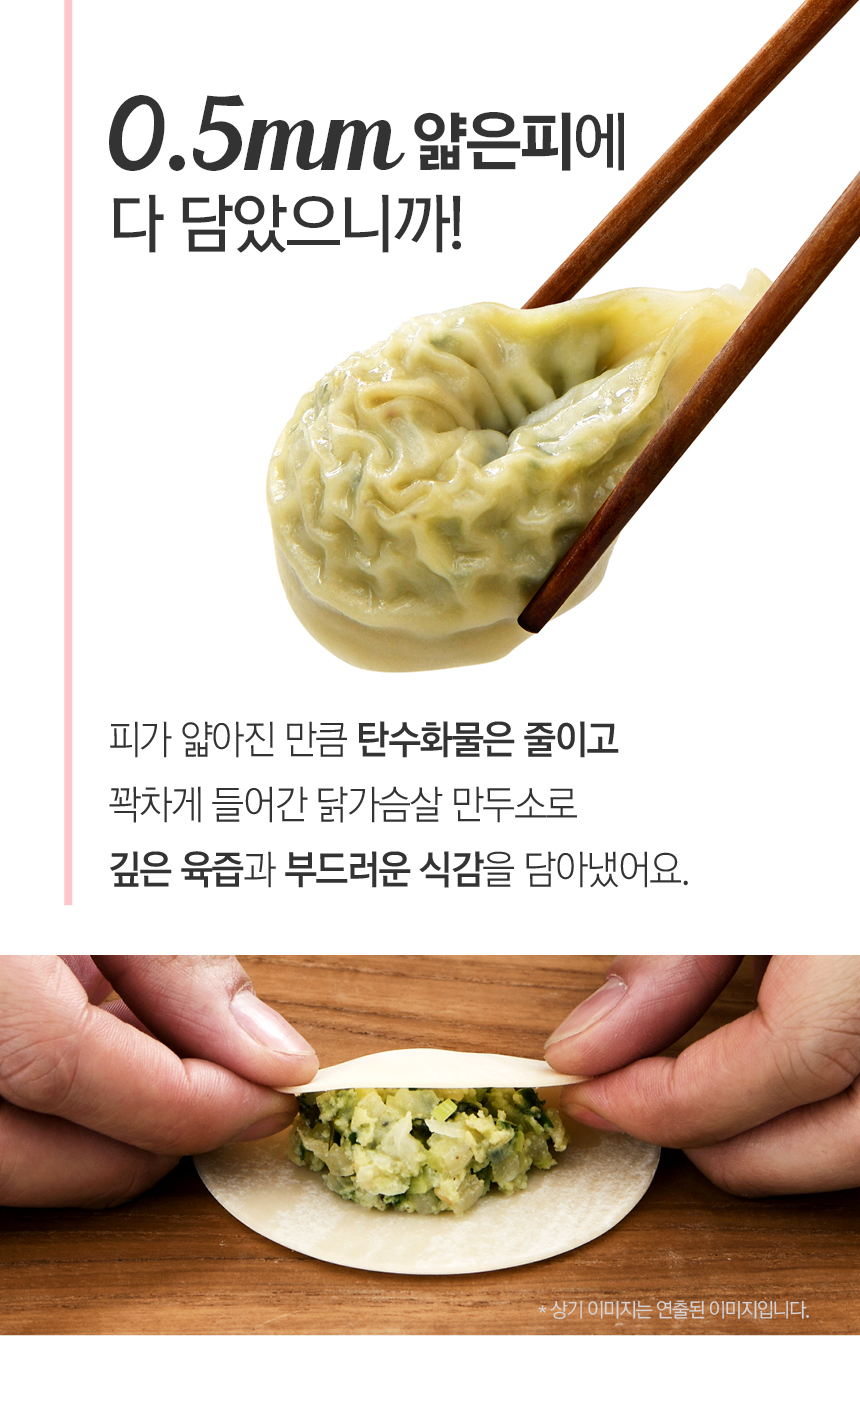 0.5mm 얇은피에
다 담았으니까!
피가 얇아진 만큼 탄수화물은 줄이고
꽉차게 들어간 닭가슴살 만두소로
깊은 육즙과 부드러운 식감을 담아냈어요.
* 상기 이미지는 연출된 이미지입니다.